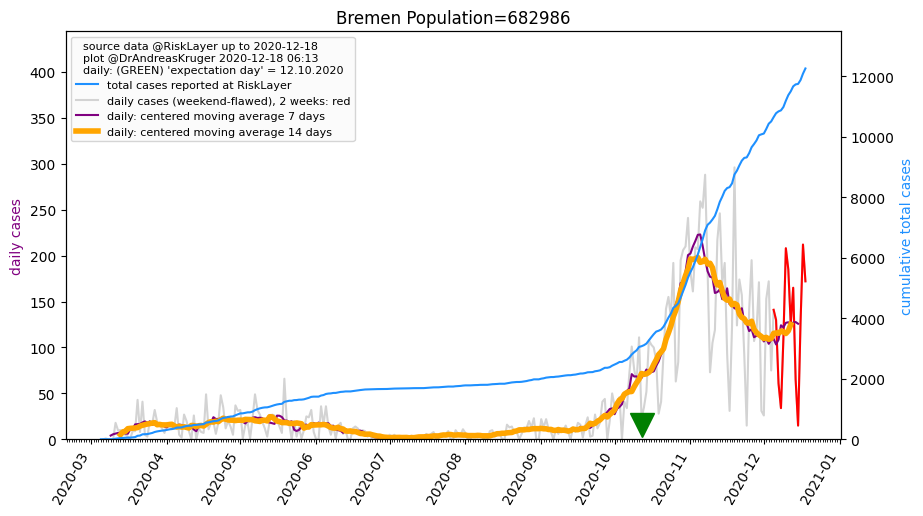 Bremen Population=682986
source data @RiskLayer up to 2020-12-18
plot @DrAndreasKruger 2020-12-18 06:13
daily: (GREEN) 'expectation day' = 12.10.2020
total cases reported at RiskLayer
daily cases (weekend-flawed), 2 weeks: red
daily: centered moving average 7 days
daily: centered moving average 14 days
daily cases
400
350
300
250
200
150
100
50
0
12000
10000
8000
6000
4000
2000
0
cumulative total cases
2020-03
2020-04
2020-05
2020-06
2020-07
2020-08
2020-09
2020-10
2020-11
2020-12
2021-01